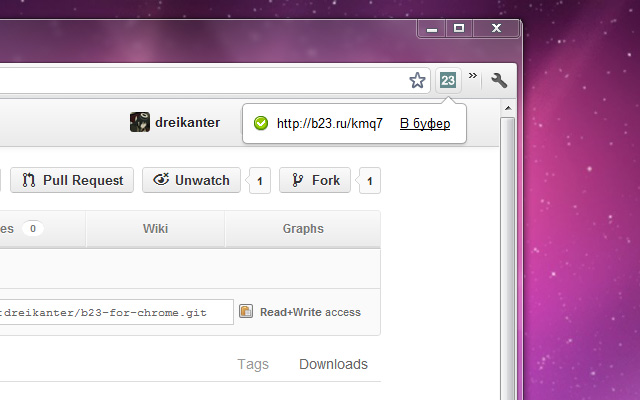 23
»
dreikanter
http://b23.ru/kmq7 В буфер
Pull Request Unwatch 1 Fork 1
es 0 Wiki Graphs
:dreikanter/b23-for-chrome.git Read+Write access
Tags Downloads